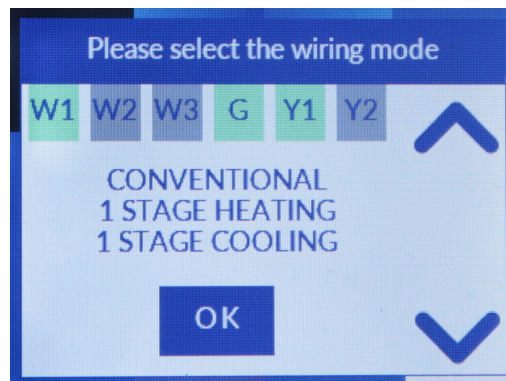 Please select the wiring mode
W1 W2 W3 G Y1 Y2
CONVENTIONAL
1 STAGE HEATING
1 STAGE COOLING
OK